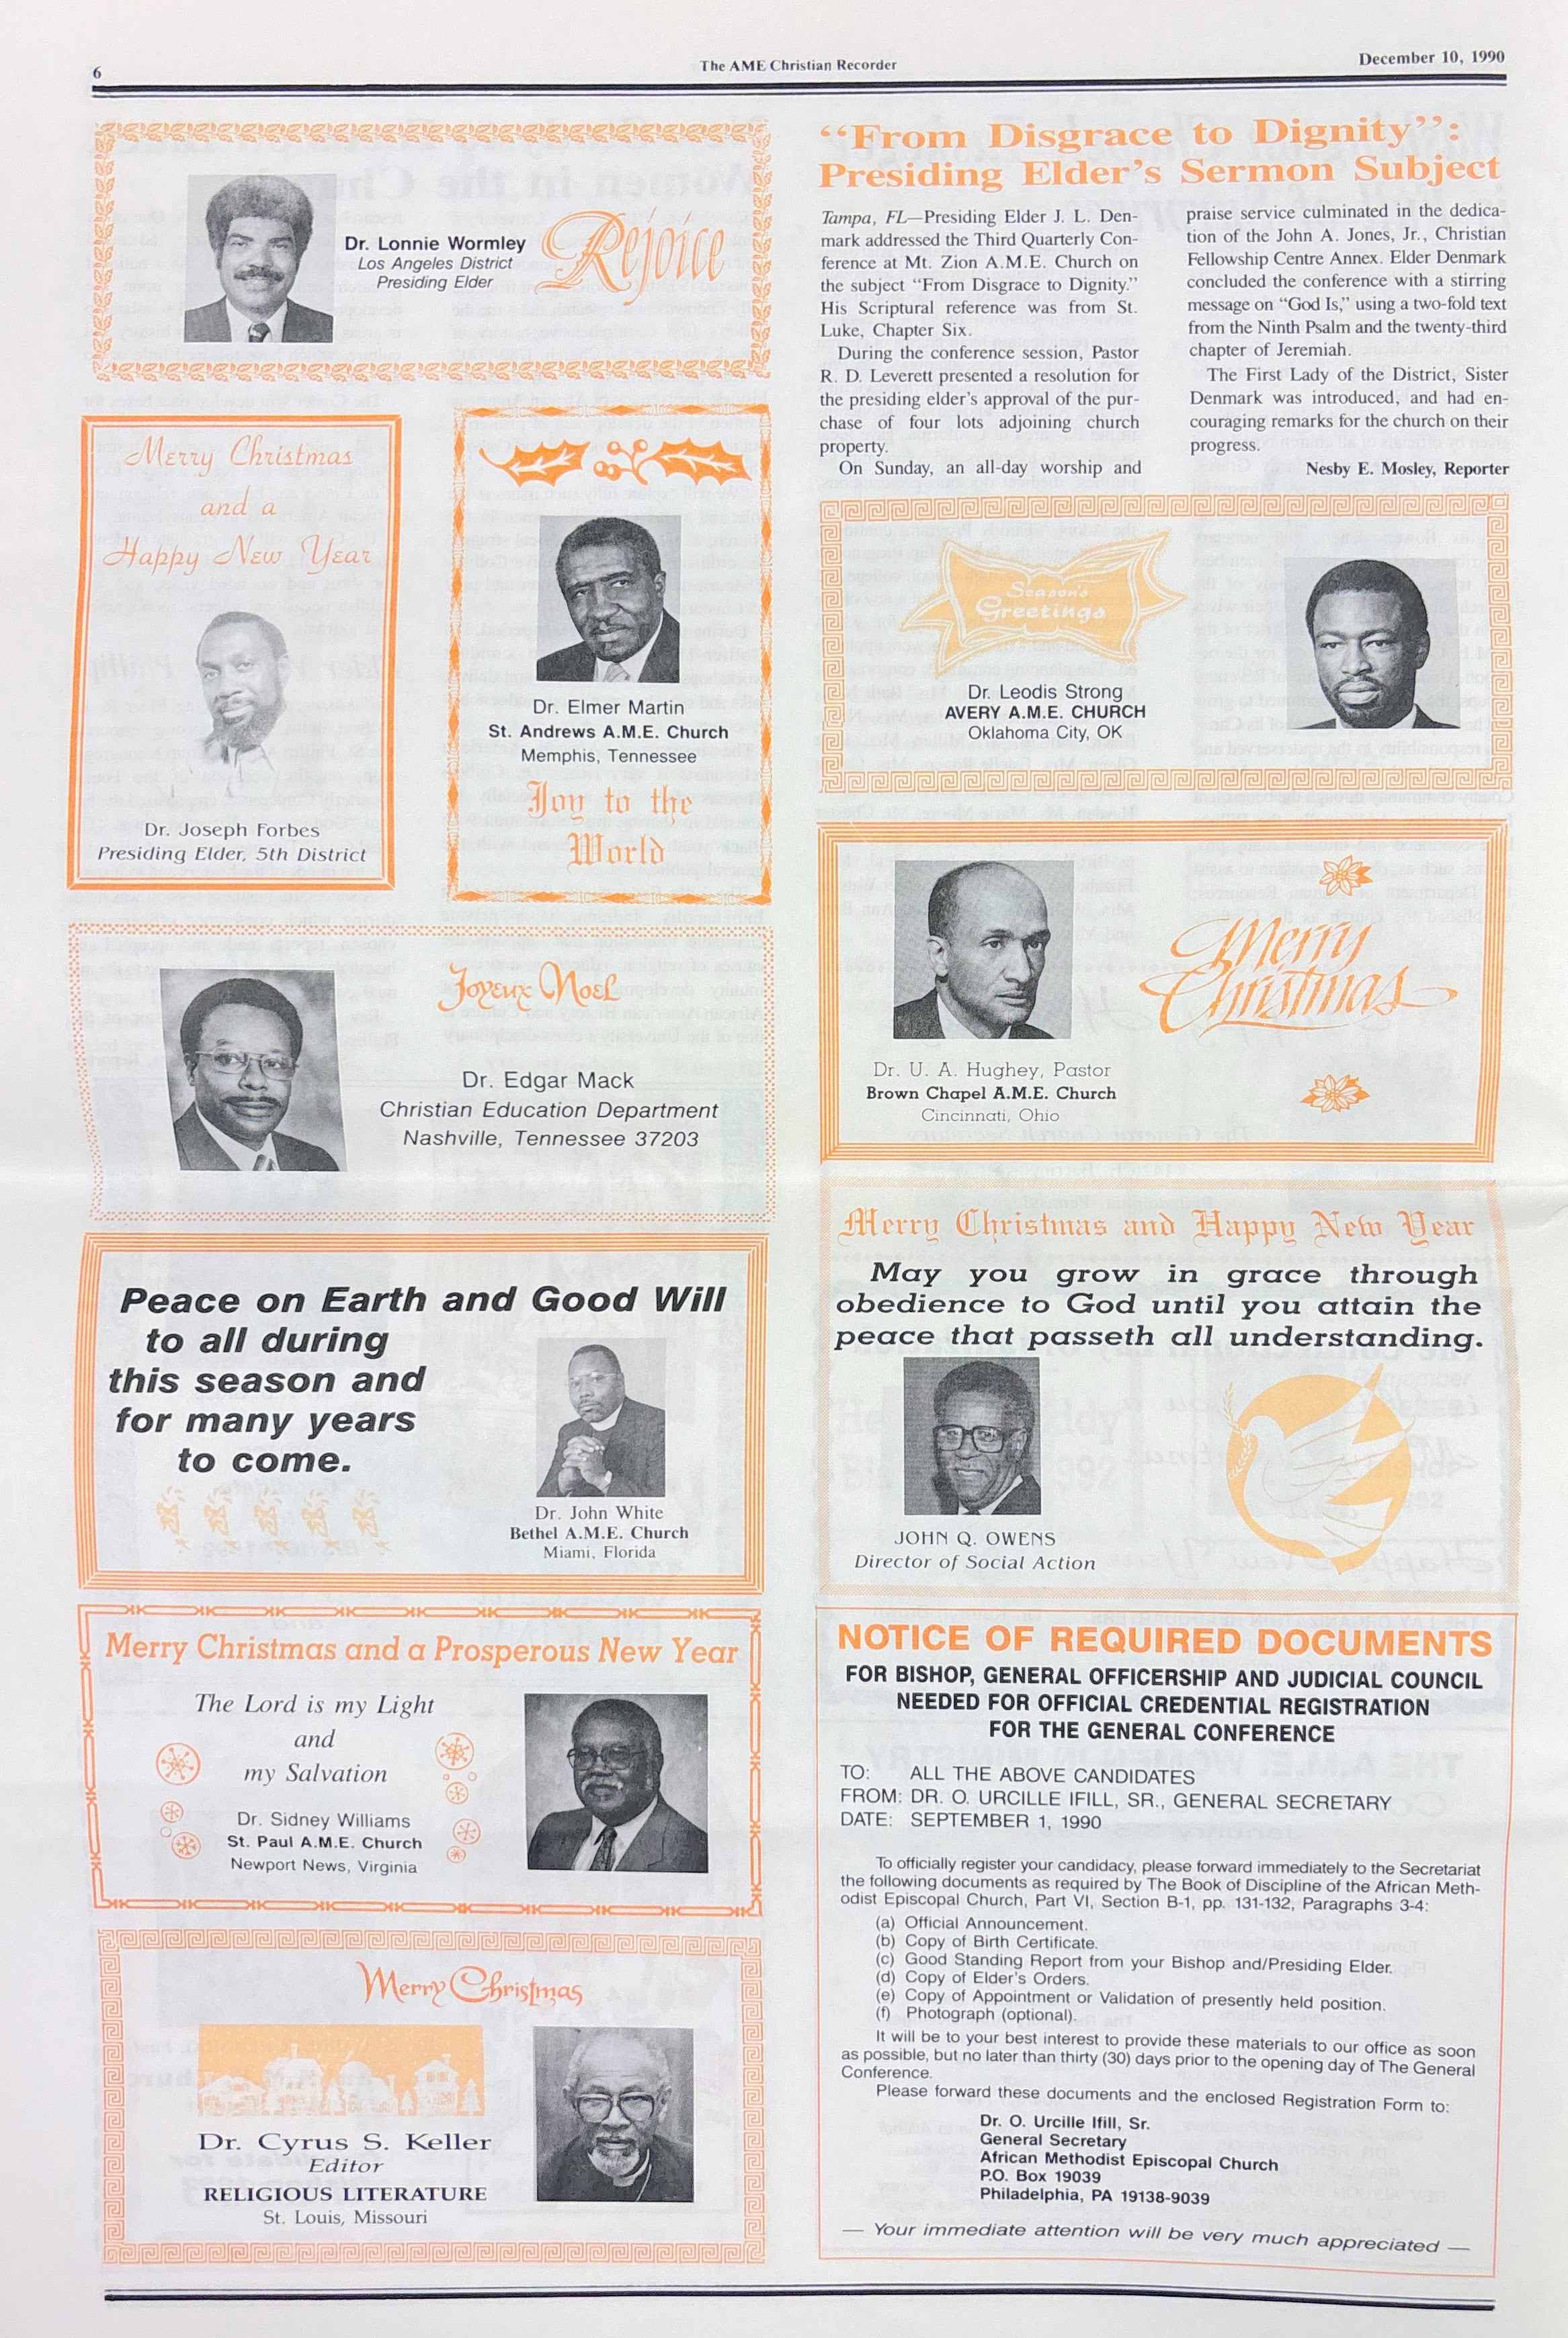 6
The AME Christian Recorder
December 10, 1990
Dr. Lonnie Wormley
Los Angeles District
Presiding Elder
Rejoice
Merry Christmas
and a
Happy New Year
Dr. Joseph Forbes
Presiding Elder, 5th District
Dr. Elmer Martin
St. Andrews A.M.E. Church
Memphis, Tennessee
Joy to the
World
Joyeux Noel
Dr. Edgar Mack
Christian Education Department
Nashville, Tennessee 37203
Peace on Earth and Good Will
to all during
this season and
for many years
to come.
Dr. John White
Bethel A.M.E. Church
Miami, Florida
Merry Christmas and a Prosperous New Year
The Lord is my Light
and
my Salvation
Dr. Sidney Williams
St. Paul A.M.E. Church
Newport News, Virginia
Merry Christmas
Dr. Cyrus S. Keller
Editor
RELIGIOUS LITERATURE
St. Louis, Missouri
“From Disgrace to Dignity”:
Presiding Elder’s Sermon Subject
Tampa, FL—Presiding Elder J. L. Den-
mark addressed the Third Quarterly Con-
ference at Mt. Zion A.M.E. Church on
the subject “From Disgrace to Dignity.”
His Scriptural reference was from St.
Luke, Chapter Six.
During the conference session, Pastor
R. D. Leverett presented a resolution for
the presiding elder’s approval of the pur-
chase of four lots adjoining church
property.
On Sunday, an all-day worship and
praise service culminated in the dedica-
tion of the John A. Jones, Jr., Christian
Fellowship Centre Annex. Elder Denmark
concluded the conference with a stirring
message on “God Is,” using a two-fold text
from the Ninth Psalm and the twenty-third
chapter of Jeremiah.
The First Lady of the District, Sister
Denmark was introduced, and had en-
couraging remarks for the church on their
progress.
Nesby E. Mosley, Reporter
Season's
Greetings
Dr. Leodis Strong
AVERY A.M.E. CHURCH
Oklahoma City, OK
Merry
Christmas
Dr. U. A. Hughey, Pastor
Brown Chapel A.M.E. Church
Cincinnati, Ohio
Merry Christmas and Happy New Year
May you grow in grace through
obedience to God until you attain the
peace that passeth all understanding.
JOHN Q. OWENS
Director of Social Action
NOTICE OF REQUIRED DOCUMENTS
FOR BISHOP, GENERAL OFFICERSHIP AND JUDICIAL COUNCIL
NEEDED FOR OFFICIAL CREDENTIAL REGISTRATION
FOR THE GENERAL CONFERENCE
TO: ALL THE ABOVE CANDIDATES
FROM: DR. O. URCILLE IFILL, SR., GENERAL SECRETARY
DATE: SEPTEMBER 1, 1990
To officially register your candidacy, please forward immediately to the Secretariat
the following documents as required by The Book of Discipline of the African Meth-
odist Episcopal Church, Part VI, Section B-1, pp. 131-132, Paragraphs 3-4:
(a) Official Announcement.
(b) Copy of Birth Certificate.
(c) Good Standing Report from your Bishop and/Presiding Elder.
(d) Copy of Elder's Orders.
(e) Copy of Appointment or Validation of presently held position.
(f) Photograph (optional).
It will be to your best interest to provide these materials to our office as soon
as possible, but no later than thirty (30) days prior to the opening day of The General
Conference.
Please forward these documents and the enclosed Registration Form to:
Dr. O. Urcille Ifill, Sr.
General Secretary
African Methodist Episcopal Church
P.O. Box 19039
Philadelphia, PA 19138-9039
— Your immediate attention will be very much appreciated —